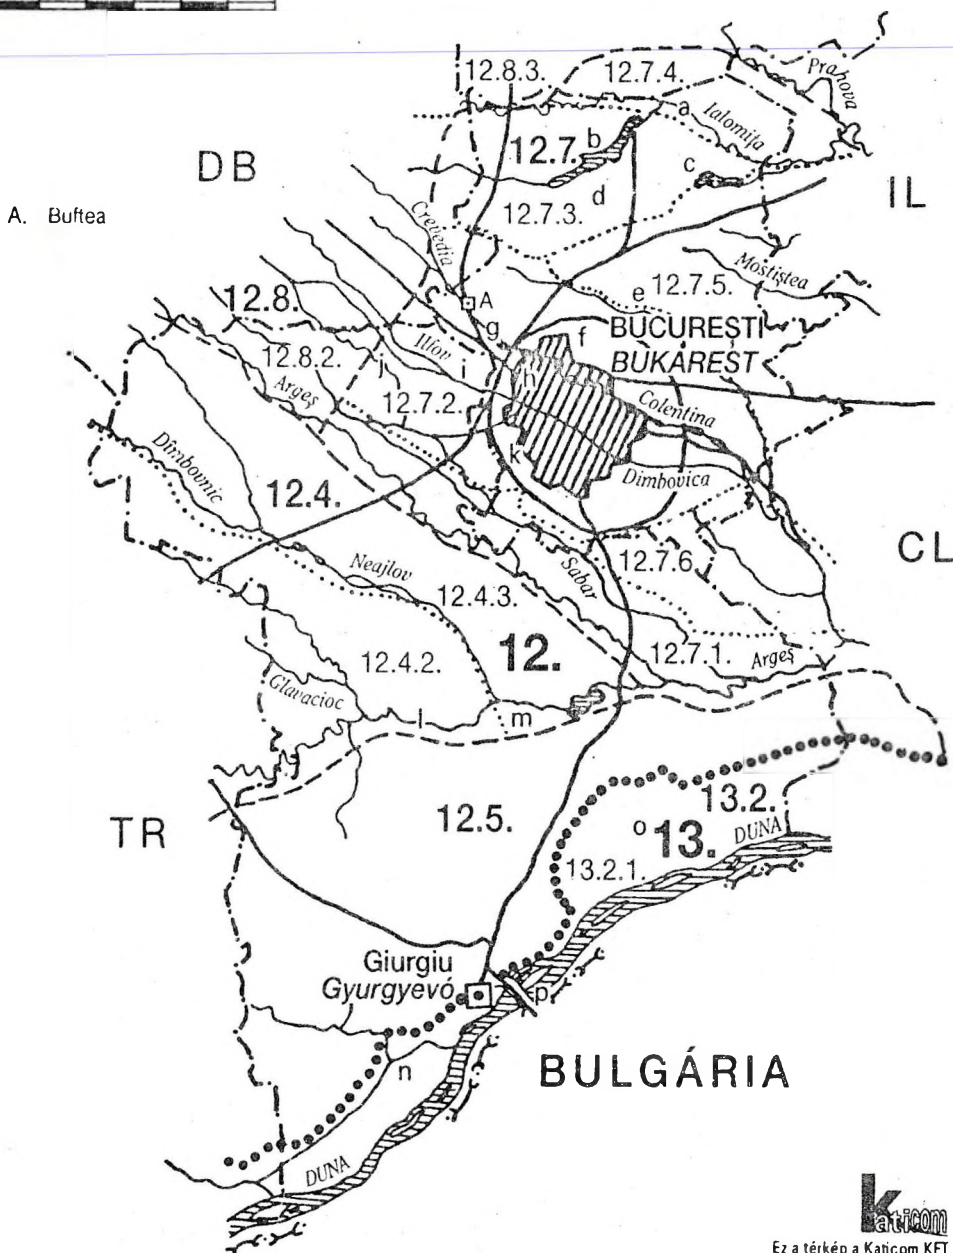 12.8.3.
12.7.4.
Prahova
a
Ialomița
b
12.7.
DB
c
d
IL
12.7.3.
A. Buftea
Crevedia
Mostiștea
12.7.5.
e
12.8.
A
g
f
BUCUREȘTI
BUKAREST
Ilfov
i
j
12.8.2.
h
Argeș
12.7.2.
Colentina
k
Dîmbovnic
Dîmbovica
12.4.
CL
Neajlov
Sabar
12.7.6.
12.4.3.
12.
12.7.1.
Argeș
12.4.2.
Glavacioc
l
m
13.2.
12.5.
TR
o
13.
DUNA
13.2.1.
Giurgiu
Gyurgyevó
p
n
BULGÁRIA
DUNA
katicom
Ez a térkép a Katicom KFT